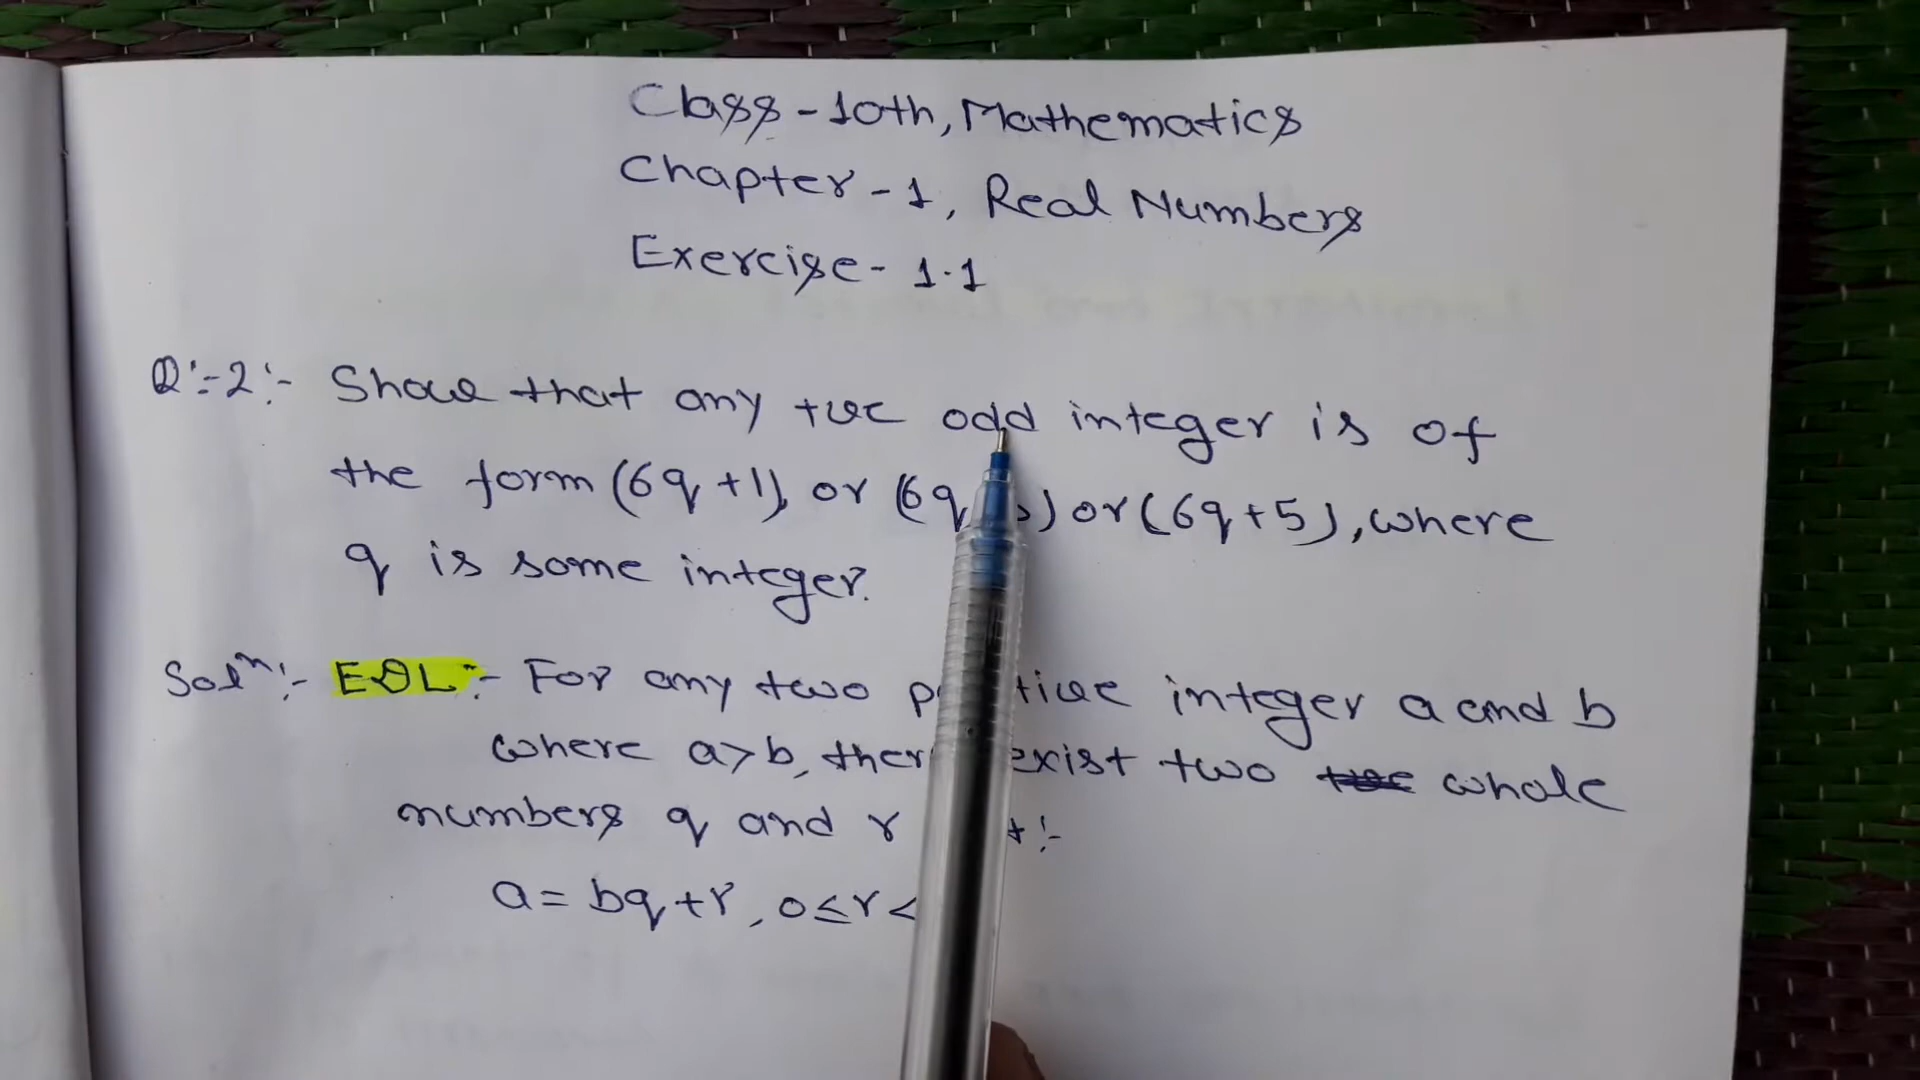 Class - 10th, Mathematics
Chapter - 1, Real Numbers
Exercise - 1.1
Q:-2:- Show that any +ve odd integer is of
the form (6q+1), or (6q ) or (6q+5), where
q is some integer.
Soln:- EDL:- For any two integer a and b
where a>b, exist two whole
numbers q and r
a = bq+r, 0≤r<